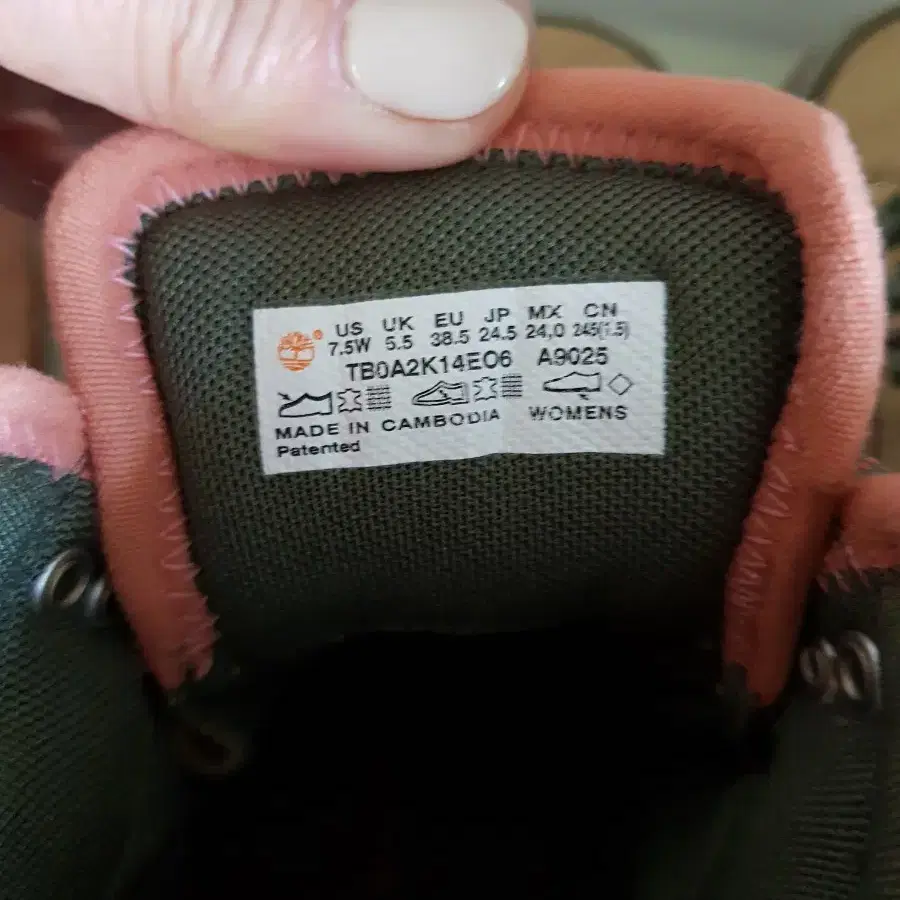 US UK EU JP MX CN
7.5W 5.5 38.5 24.5 24,0 245(1.5)
TB0A2K14E06 A9025
MADE IN CAMBODIA WOMENS
Patented